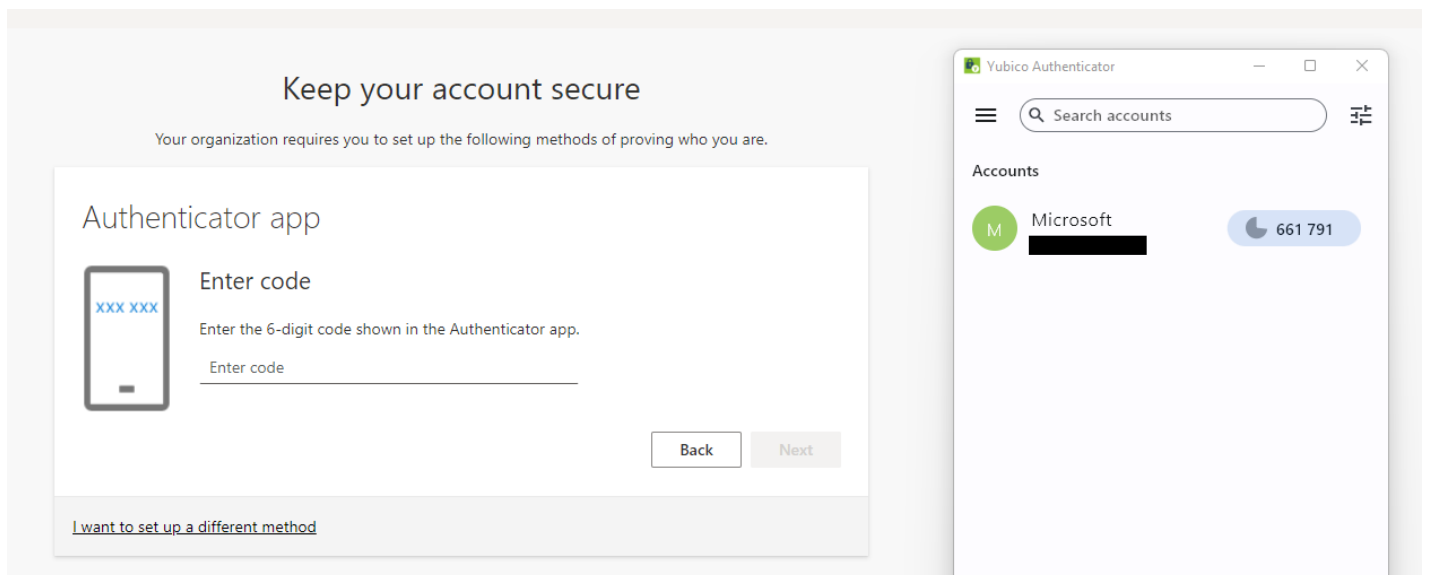 Keep your account secure
Your organization requires you to set up the following methods of proving who you are.
Authenticator app
XXX XXX
Enter code
Enter the 6-digit code shown in the Authenticator app.
Enter code
Back
Next
I want to set up a different method
Yubico Authenticator
Search accounts
Accounts
M
Microsoft
661 791